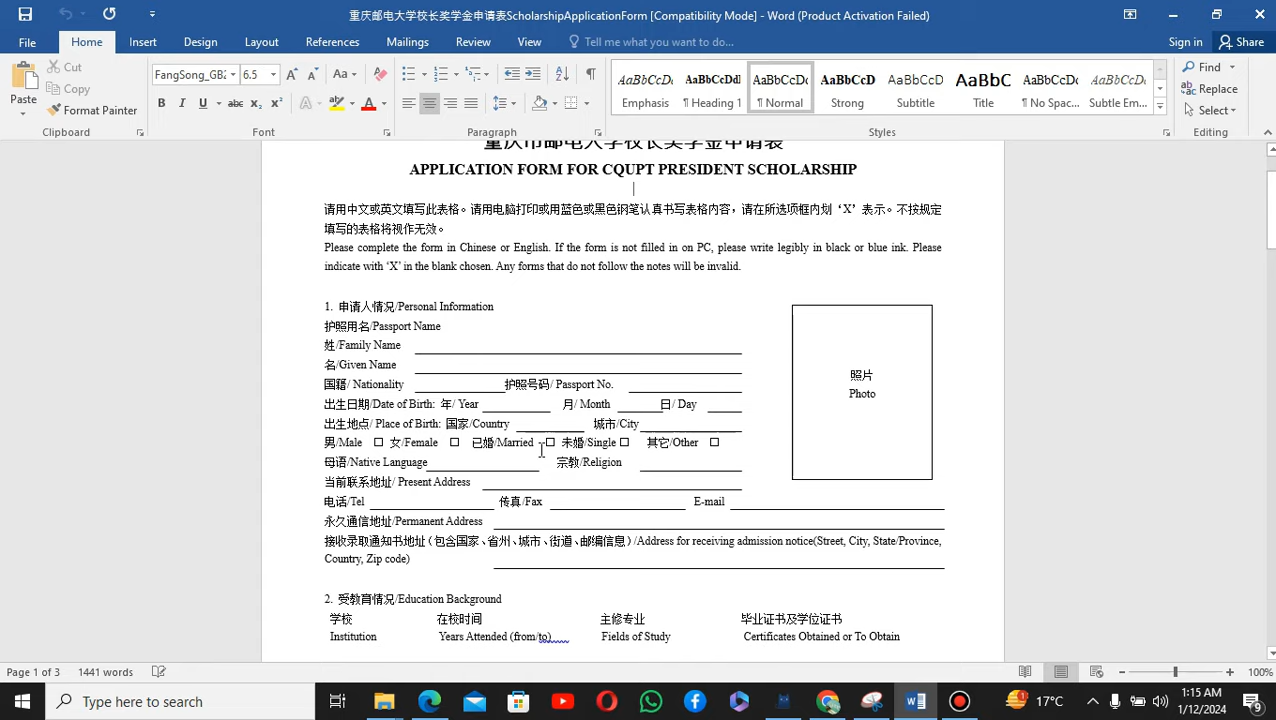 重庆邮电大学校长奖学金申请表ScholarshipApplicationForm [Compatibility Mode] - Word (Product Activation Failed)
File Home Insert Design Layout References Mailings Review View Tell me what you want to do... Sign in Share
Cut
Copy
Format Painter
Paste
Clipboard
FangSong_GB2 6.5
Font
Paragraph
AaBbCcD AaBbCcDdI AaBbCcDc AaBbCcD AaBbCcD AaBbC AaBbCcDc AaBbCcD
Emphasis ¶ Heading 1 ¶ Normal Strong Subtitle Title ¶ No Spac... Subtle Em...
Styles
Find
Replace
Select
Editing
重庆市邮电大学校长奖学金申请表
APPLICATION FORM FOR CQUPT PRESIDENT SCHOLARSHIP
请用中文或英文填写此表格。请用电脑打印或用蓝色或黑色钢笔认真书写表格内容，请在所选项框内划‘X’表示。不按规定
填写的表格将视作无效。
Please complete the form in Chinese or English. If the form is not filled in on PC, please write legibly in black or blue ink. Please
indicate with ‘X’ in the blank chosen. Any forms that do not follow the notes will be invalid.
1. 申请人情况/Personal Information
护照用名/Passport Name
姓/Family Name
名/Given Name
国籍/ Nationality 护照号码/ Passport No.
出生日期/Date of Birth: 年/ Year 月/ Month 日/ Day
出生地点/ Place of Birth: 国家/Country 城市/City
男/Male □ 女/Female □ 已婚/Married □ 未婚/Single □ 其它/Other □
母语/Native Language 宗教/Religion
当前联系地址/ Present Address
电话/Tel 传真/Fax E-mail
永久通信地址/Permanent Address
接收录取通知书地址（包含国家、省州、城市、街道、邮编信息）/Address for receiving admission notice(Street, City, State/Province,
Country, Zip code)
照片
Photo
2. 受教育情况/Education Background
学校 在校时间 主修专业 毕业证书及学位证书
Institution Years Attended (from/to) Fields of Study Certificates Obtained or To Obtain
Page 1 of 3 1441 words 100%
Type here to search
17°C
1:15 AM
1/12/2024
9